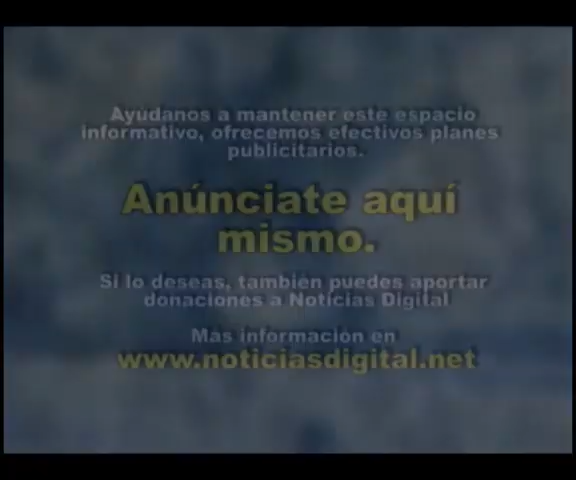 Ayúdanos a mantener este espacio
informativo, ofrecemos efectivos planes
publicitarios.
Anúnciate aquí
mismo.
Si lo deseas, también puedes aportar
donaciones a Noticias Digital
Mas información en
www.noticiasdigital.net